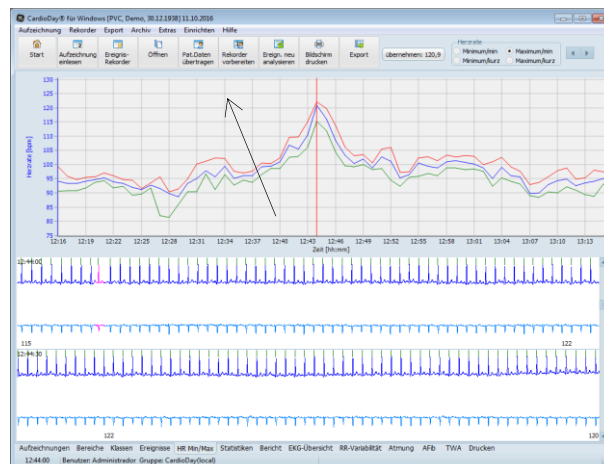 CardioDay® für Windows [PVC, Demo, 30.12.1938] 11.10.2016
Aufzeichnung Rekorder Export Archiv Extras Einrichten Hilfe
Start
Aufzeichnung einlesen
Ereignis-Rekorder
Öffnen
Pat.Daten übertragen
Rekorder vorbereiten
Ereign. neu analysieren
Bildschirm drucken
Export
übernehmen: 120,9
Herzrate
Minimum/min Maximum/min
Minimum/kurz Maximum/kurz
Herzrate [bpm]
130
125
120
115
110
105
100
95
90
85
80
75
12:16 12:19 12:22 12:25 12:28 12:31 12:34 12:37 12:40 12:43 12:46 12:49 12:52 12:55 12:58 13:01 13:04 13:07 13:10 13:13
Zeit [hh:mm]
12:44:00
115 122
12:44:30
122 120
Aufzeichnungen Bereiche Klassen Ereignisse HR Min/Max Statistiken Bericht EKG-Übersicht RR-Variabilität Atmung AFib TWA Drucken
12:44:00 Benutzer: Administrador Gruppe: CardioDay(local)